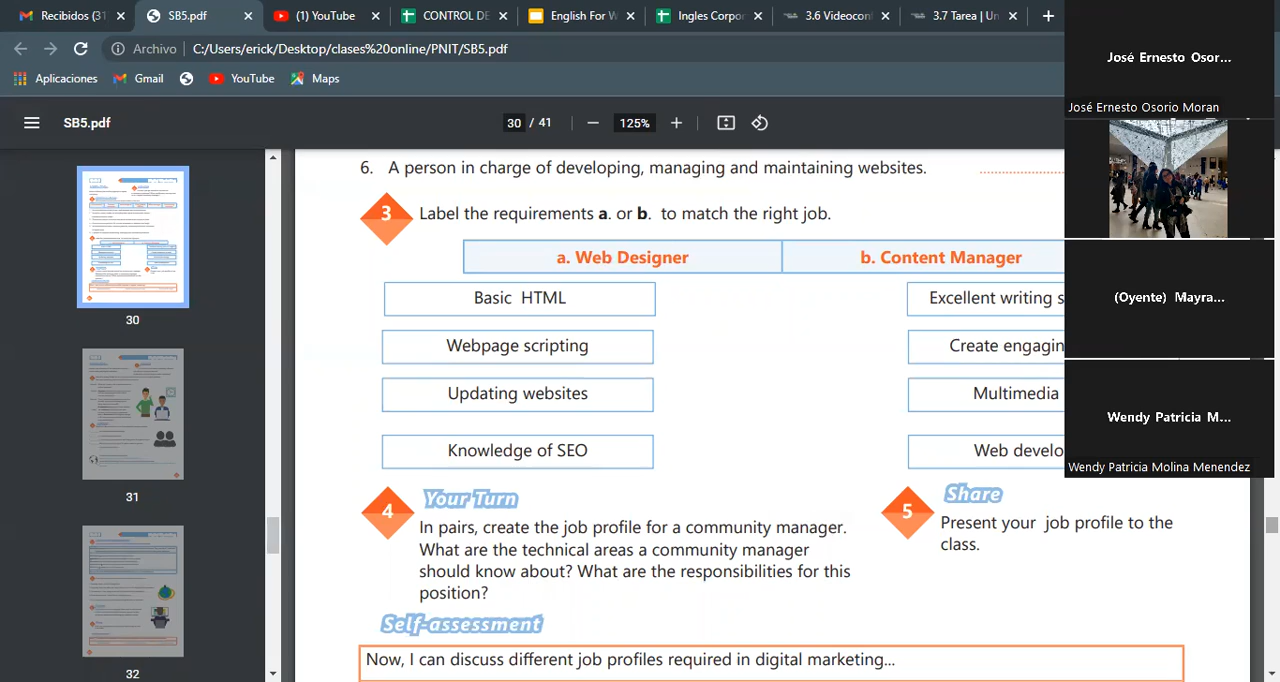 Recibidos (31
SB5.pdf
(1) YouTube
CONTROL DE
English For W
Ingles Corpor
3.6 Videocon
3.7 Tarea | Un
Archivo
C:/Users/erick/Desktop/clases%20online/PNIT/SB5.pdf
Aplicaciones
Gmail
YouTube
Maps
SB5.pdf
30 / 41
125%
José Ernesto Osor...
José Ernesto Osorio Moran
(Oyente) Mayra...
Wendy Patricia M...
Wendy Patricia Molina Menendez
30
31
32
6. A person in charge of developing, managing and maintaining websites.
3 Label the requirements a. or b. to match the right job.
a. Web Designer
b. Content Manager
Basic HTML
Excellent writing s
Webpage scripting
Create engagin
Updating websites
Multimedia
Knowledge of SEO
Web develo
4 Your Turn
In pairs, create the job profile for a community manager.
What are the technical areas a community manager
should know about? What are the responsibilities for this
position?
5 Share
Present your job profile to the
class.
Self-assessment
Now, I can discuss different job profiles required in digital marketing...